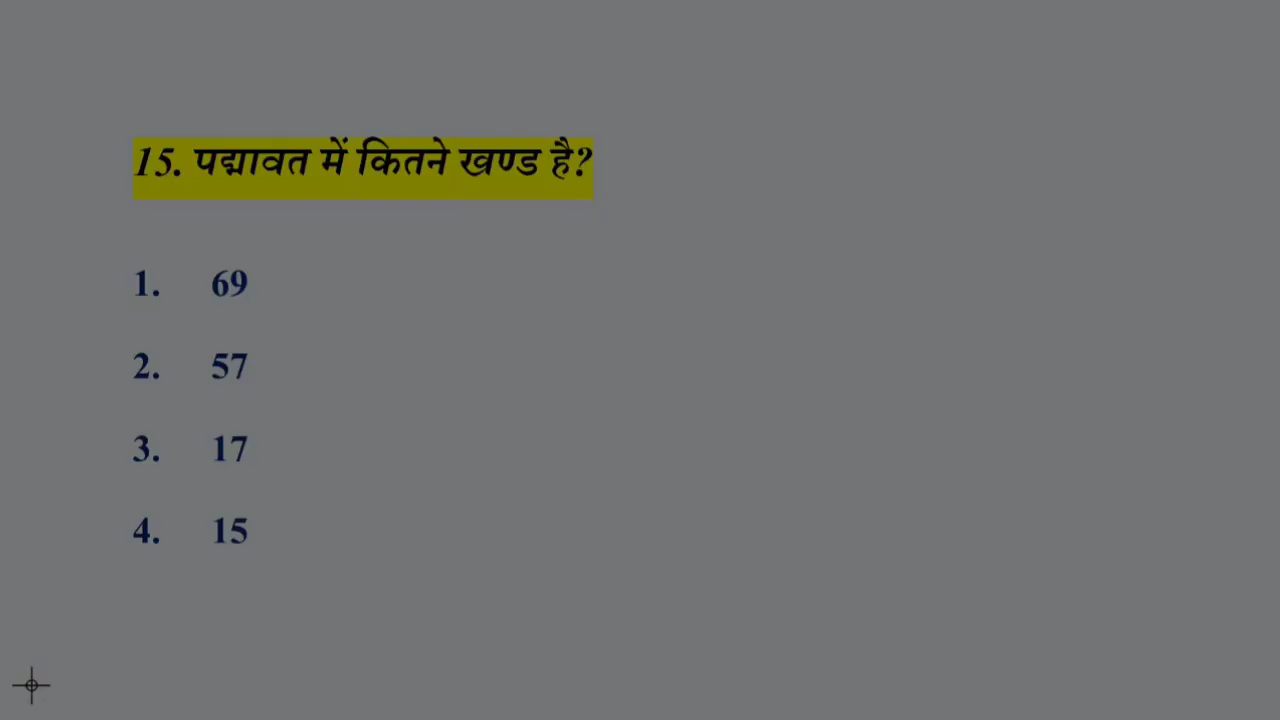 15. पद्मावत में कितने खण्ड है?
1. 69
2. 57
3. 17
4. 15